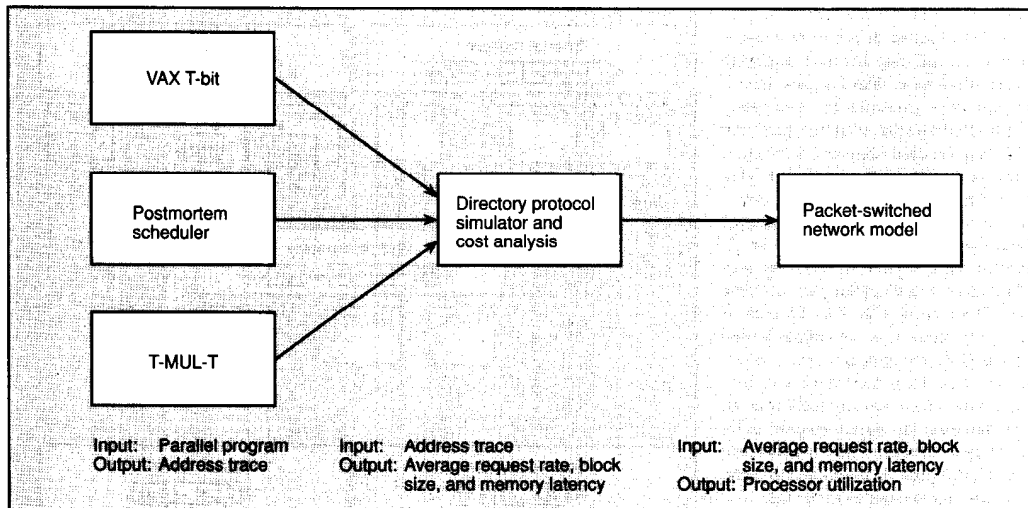 VAX T-bit
Postmortem
scheduler
T-MUL-T
Directory protocol
simulator and
cost analysis
Packet-switched
network model
Input: Parallel program
Output: Address trace
Input: Address trace
Output: Average request rate, block
size, and memory latency
Input: Average request rate, block
size, and memory latency
Output: Processor utilization